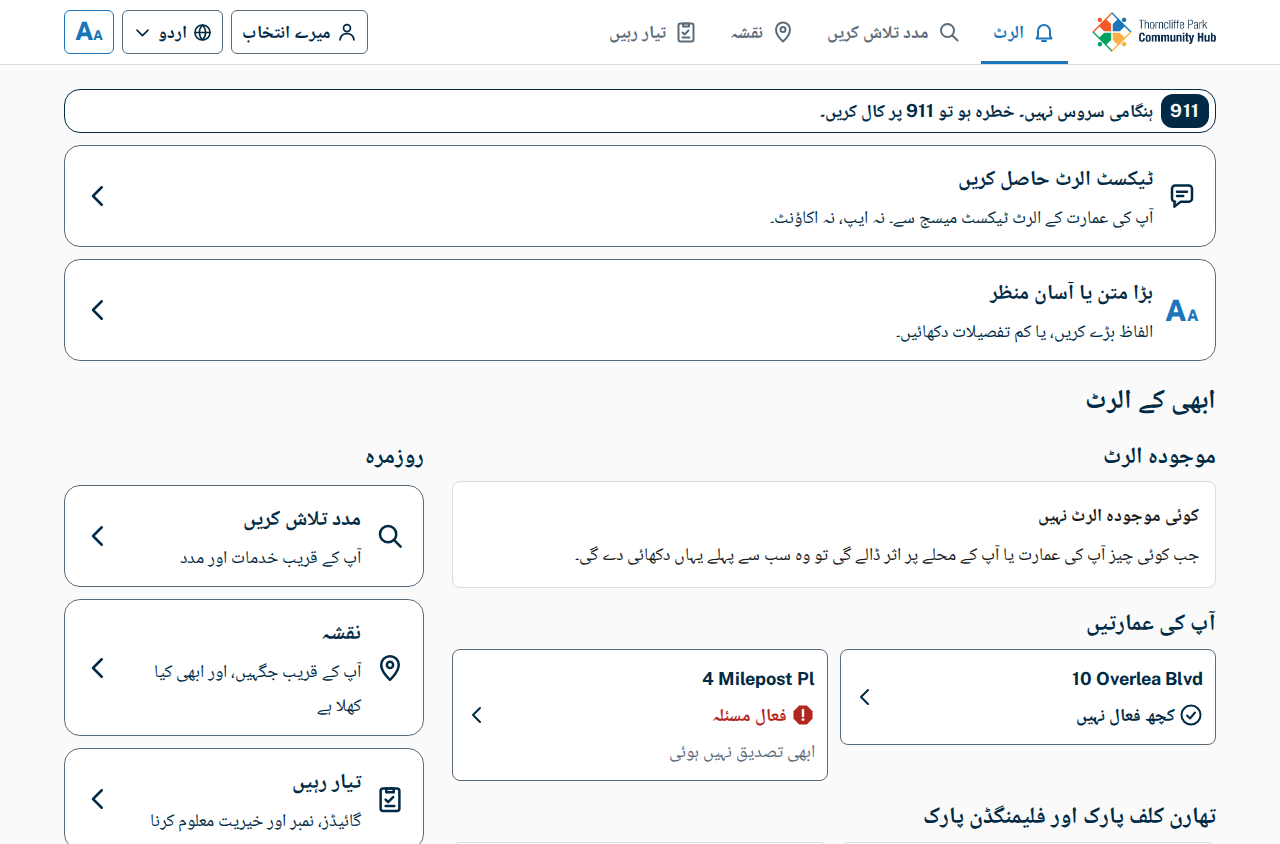 Thorncliffe Park
Community Hub
الرٹ
مدد تلاش کریں
نقشہ
تیار رہیں
میرے انتخاب
اردو
AA
911 ہنگامی سروس نہیں۔ خطرہ ہو تو 911 پر کال کریں۔
ٹیکسٹ الرٹ حاصل کریں
آپ کی عمارت کے الرٹ ٹیکسٹ میسج سے۔ نہ ایپ، نہ اکاؤنٹ۔
AA
بڑا متن یا آسان منظر
الفاظ بڑے کریں، یا کم تفصیلات دکھائیں۔
ابھی کے الرٹ
موجودہ الرٹ
کوئی موجودہ الرٹ نہیں
جب کوئی چیز آپ کی عمارت یا آپ کے محلے پر اثر ڈالے گی تو وہ سب سے پہلے یہاں دکھائی دے گی۔
آپ کی عمارتیں
10 Overlea Blvd
کچھ فعال نہیں
4 Milepost Pl
فعال مسئلہ
ابھی تصدیق نہیں ہوئی
تھارن کلف پارک اور فلیمنگڈن پارک
روزمرہ
مدد تلاش کریں
آپ کے قریب خدمات اور مدد
نقشہ
آپ کے قریب جگہیں، اور ابھی کیا
کھلا ہے
تیار رہیں
گائیڈز، نمبر اور خیریت معلوم کرنا